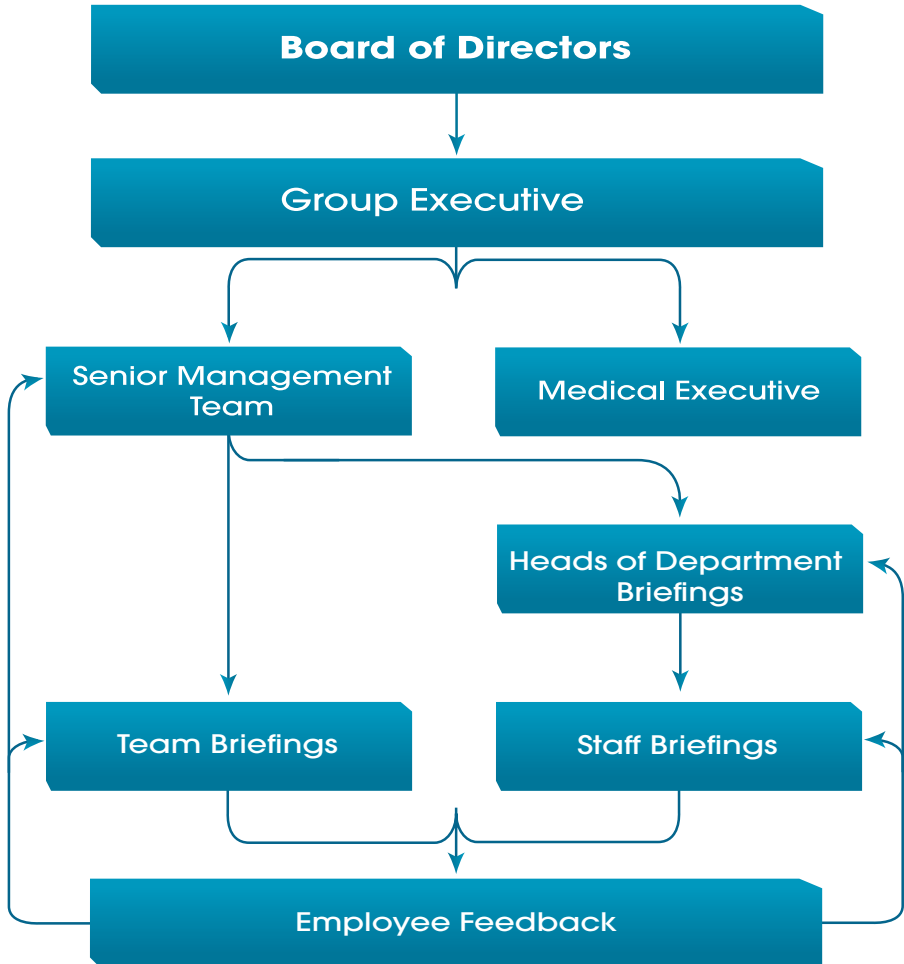 Board of Directors
Group Executive
Senior Management
Team
Medical Executive
Heads of Department
Briefings
Team Briefings
Staff Briefings
Employee Feedback